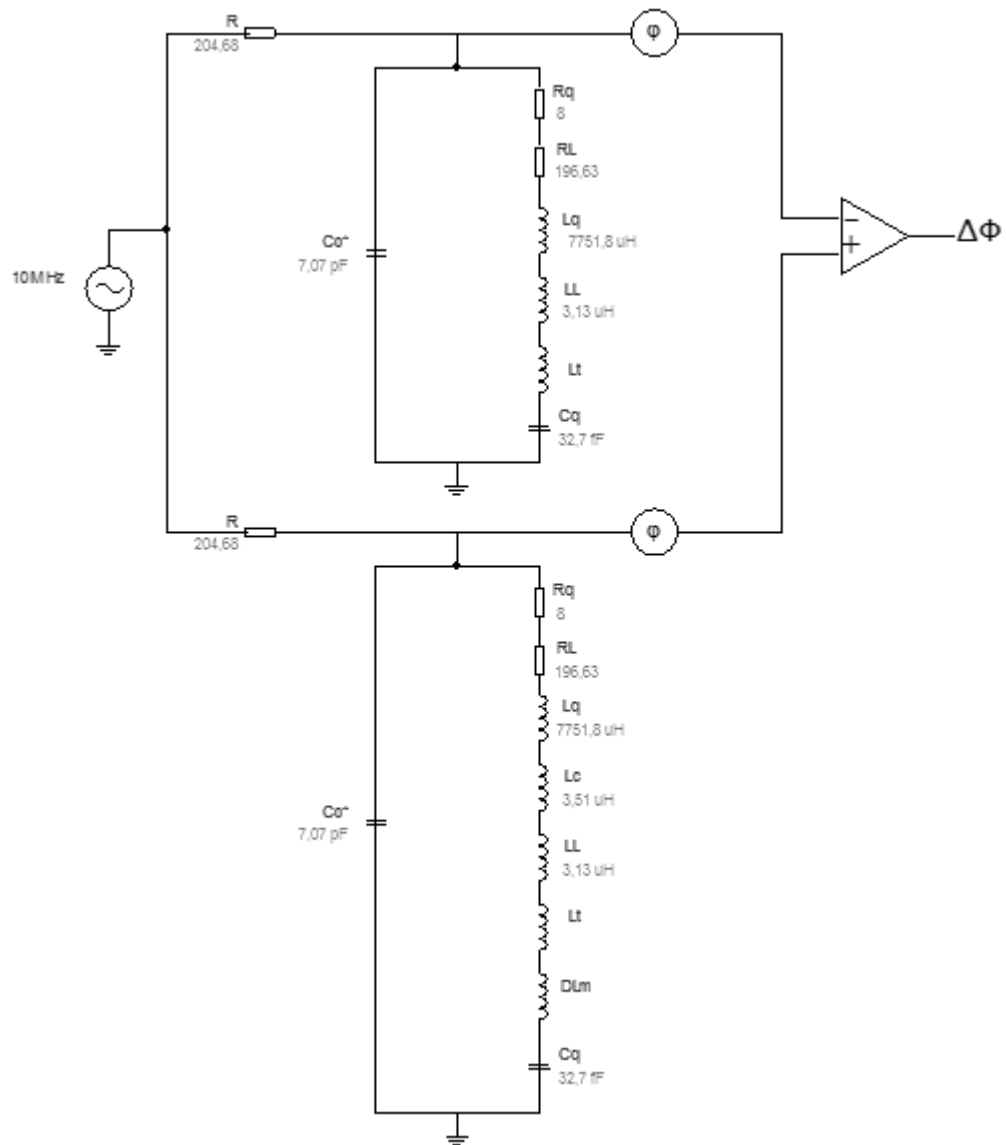 R
204,68
φ
Rq
8
RL
196,63
Lq
7751,8 uH
Co*
7,07 pF
LL
3,13 uH
Lt
Cq
32,7 fF
10MHz
−
+
ΔΦ
R
204,68
φ
Rq
8
RL
196,63
Lq
7751,8 uH
Lc
3,51 uH
Co*
7,07 pF
LL
3,13 uH
Lt
DLm
Cq
32,7 fF